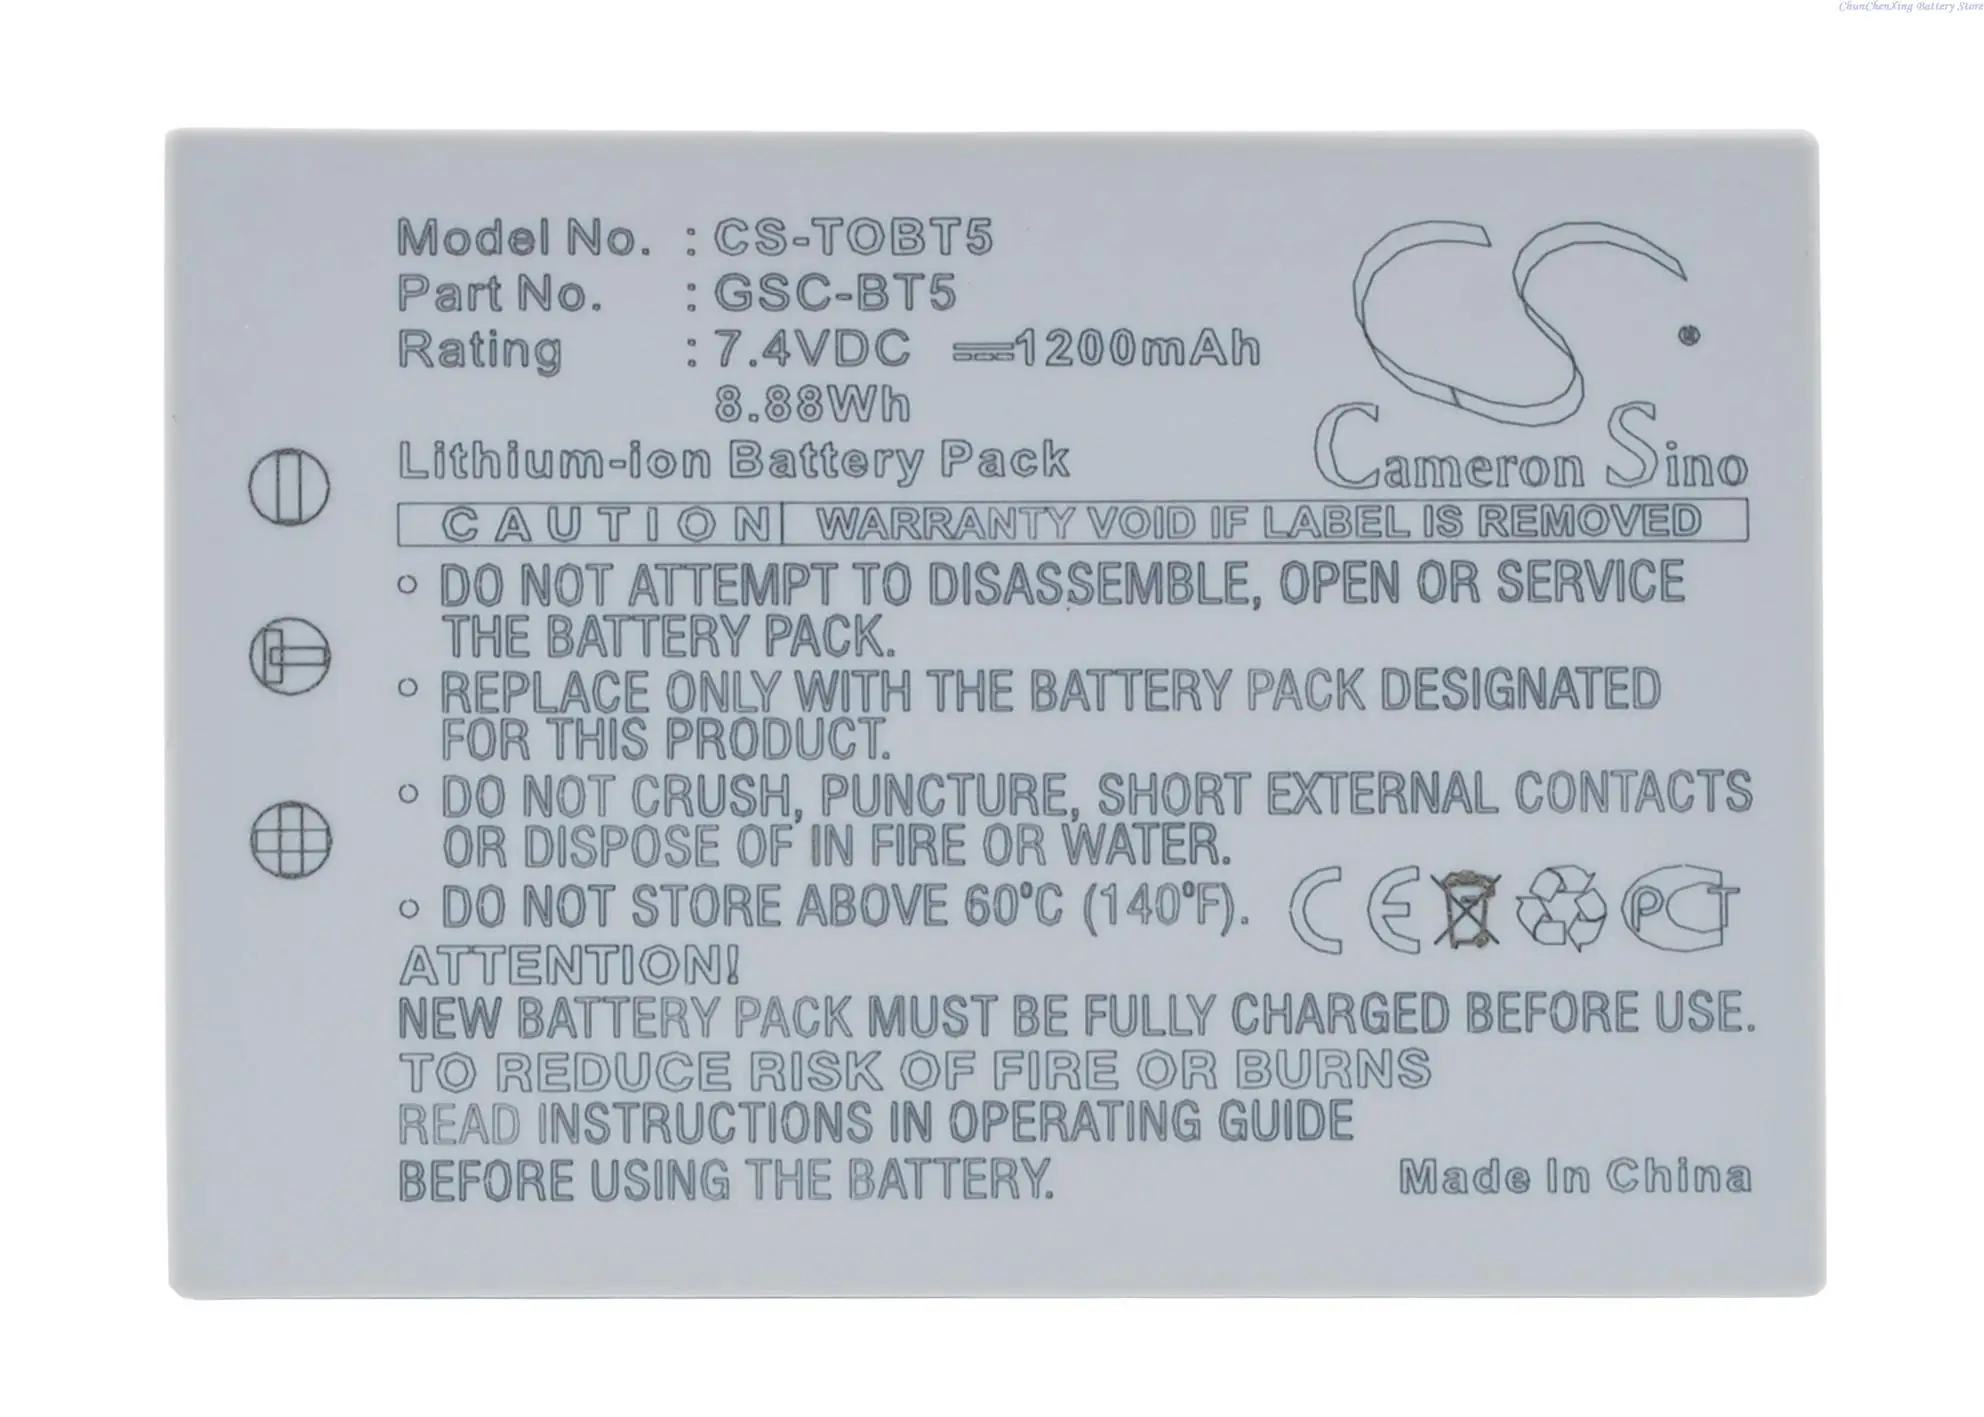 ChunChenXing Battery Store
Model No. : CS-TOBT5
Part No. : GSC-BT5
Rating : 7.4VDC ⎓1200mAh
8.88Wh
Lithium-ion Battery Pack
CS
Cameron Sino
CAUTION WARRANTY VOID IF LABEL IS REMOVED
DO NOT ATTEMPT TO DISASSEMBLE, OPEN OR SERVICE
THE BATTERY PACK.
REPLACE ONLY WITH THE BATTERY PACK DESIGNATED
FOR THIS PRODUCT.
DO NOT CRUSH, PUNCTURE, SHORT EXTERNAL CONTACTS
OR DISPOSE OF IN FIRE OR WATER.
DO NOT STORE ABOVE 60°C (140°F).
CE PCT
ATTENTION!
NEW BATTERY PACK MUST BE FULLY CHARGED BEFORE USE.
TO REDUCE RISK OF FIRE OR BURNS
READ INSTRUCTIONS IN OPERATING GUIDE
BEFORE USING THE BATTERY.
Made In China